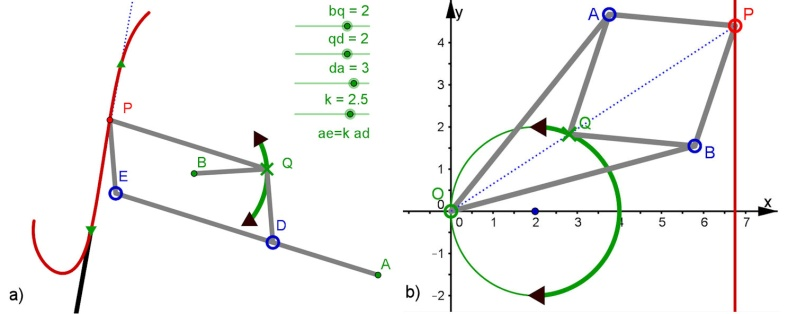 bq = 2
qd = 2
da = 3
k = 2.5
ae=k ad
E
P
B
Q
E
D
A
a)
y
A
P
4
3
Q
2
B
1
O
0
x
0
1
2
3
4
5
6
7
−1
−2
b)